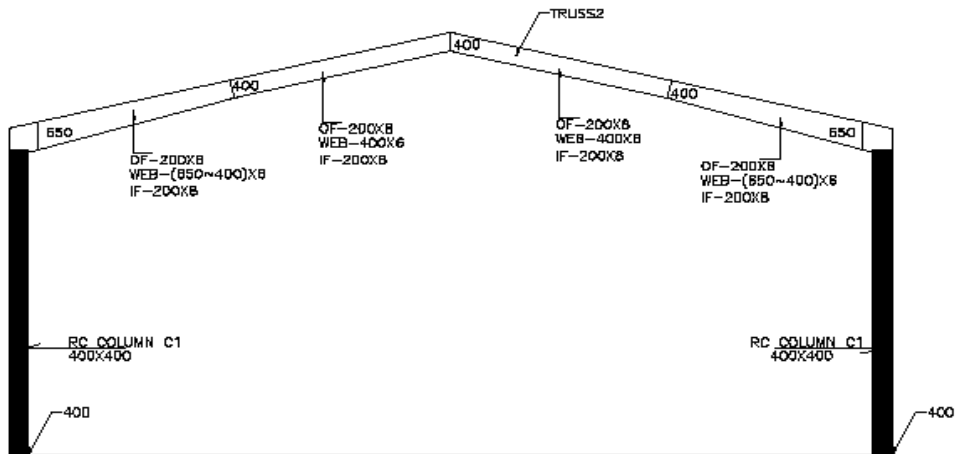 TRUSS2
400
400
400
650
650
OF-200X8
WEB-400X6
IF-200X8
OF-200X8
WEB-400X6
IF-200X8
OF-200X8
WEB-(650~400)X6
IF-200X8
OF-200X8
WEB-(650~400)X6
IF-200X8
RC COLUMN C1
400X400
RC COLUMN C1
400X400
400
400